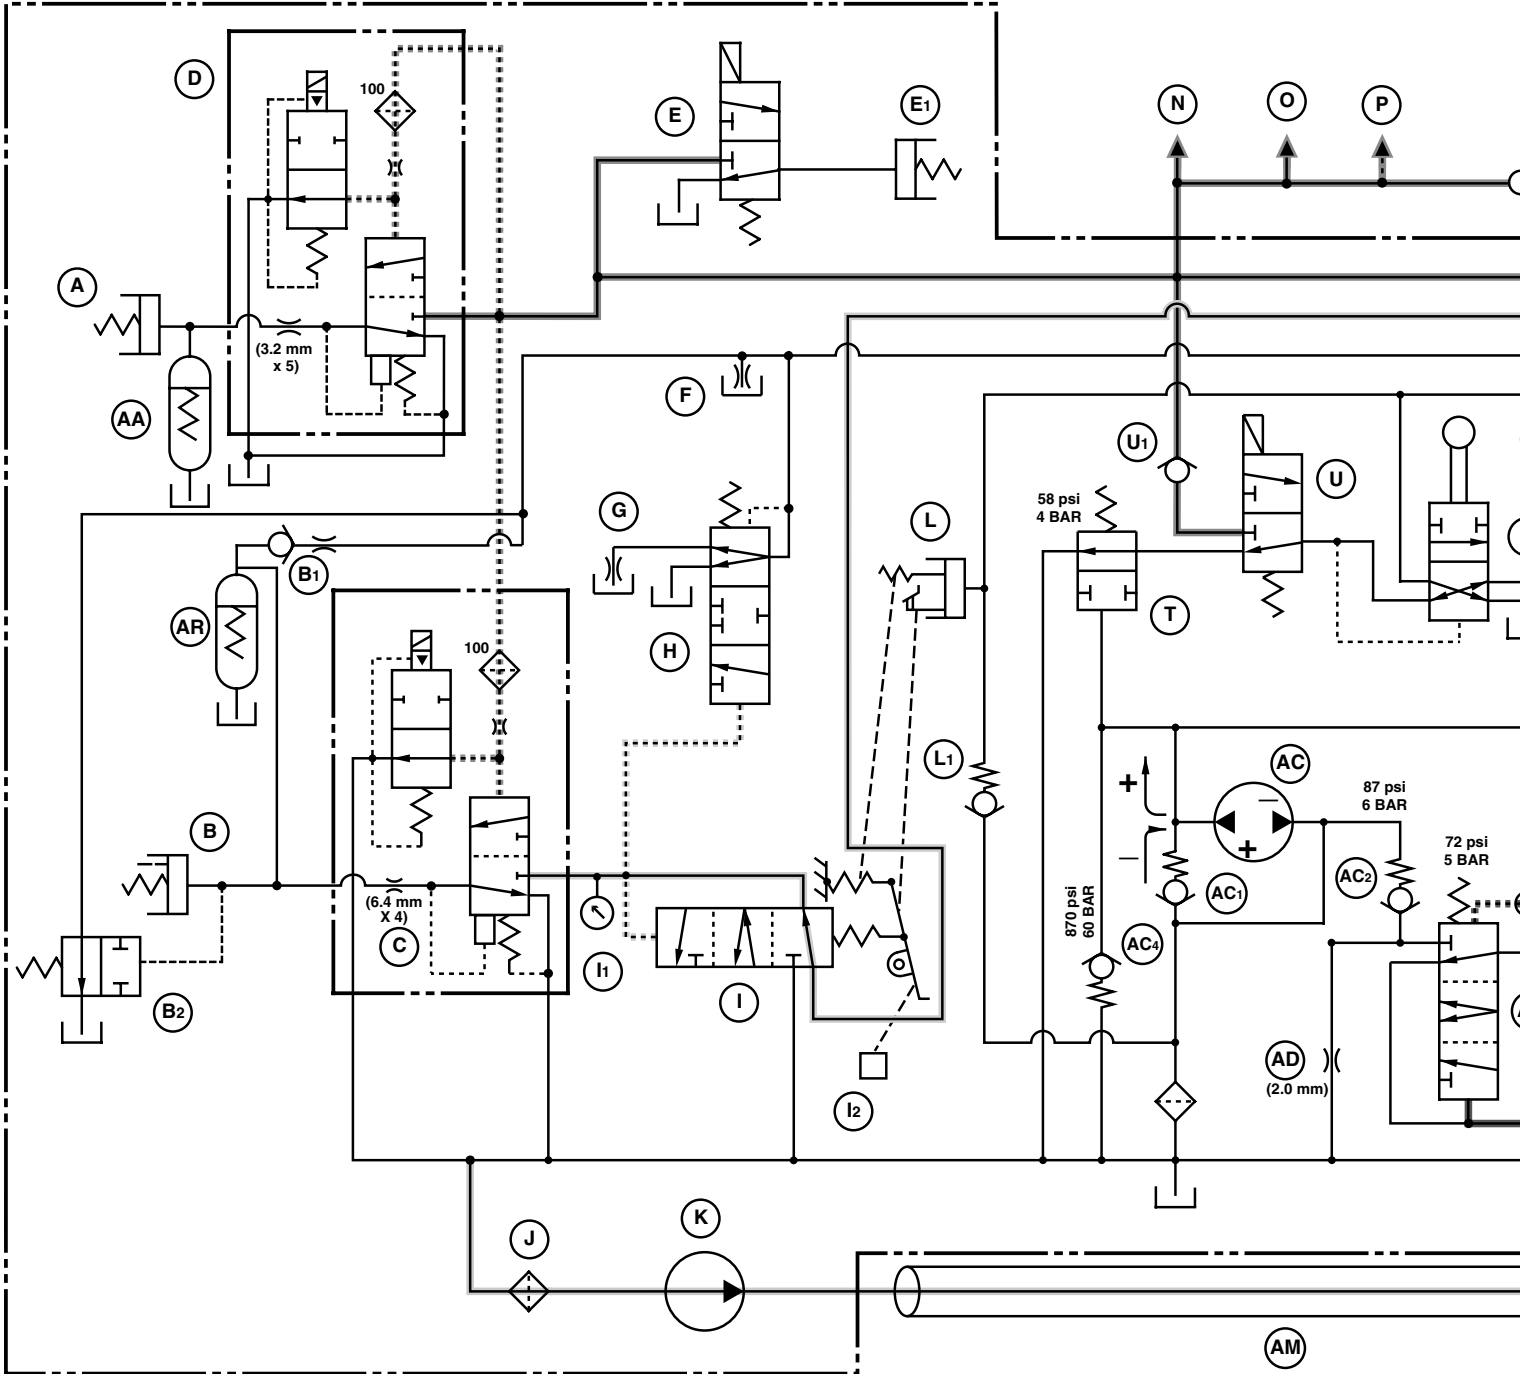 D
100
E
E1
N
O
P
A
(3.2 mm
x 5)
AA
F
U1
U
58 psi
4 BAR
G
L
B1
T
AR
H
100
L1
AC
+
−
−
+
87 psi
6 BAR
B
72 psi
5 BAR
AC2
AC1
870 psi
60 BAR
(6.4 mm
X 4)
C
AC4
I1
I
B2
AD
(2.0 mm)
I2
K
J
AM